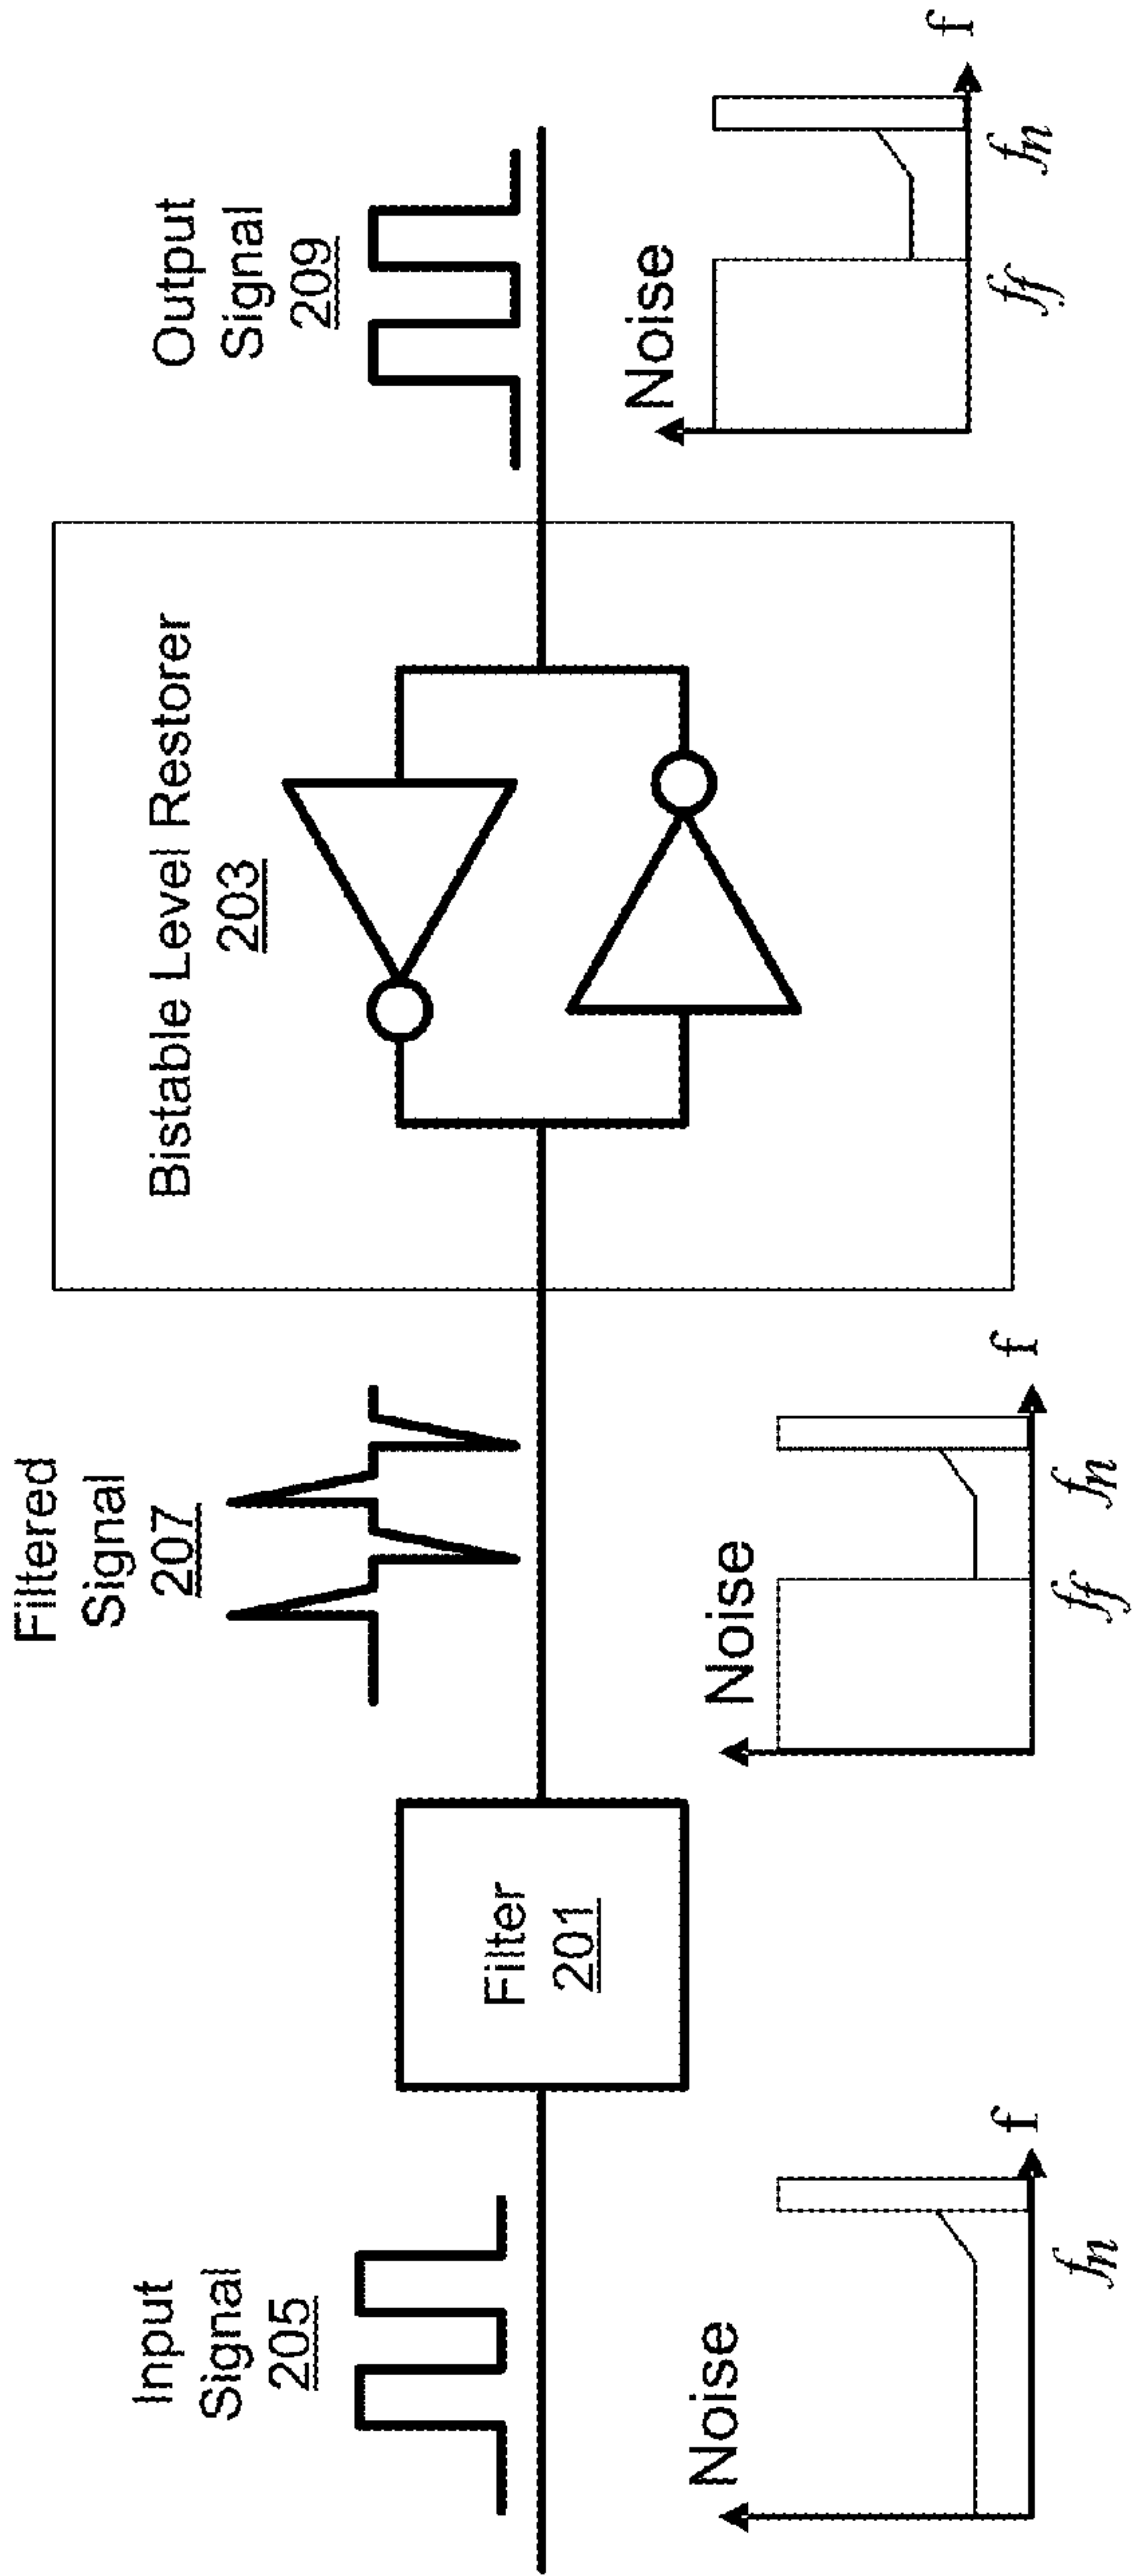 Input
Signal
205
Filter
201
Filtered
Signal
207
Bistable Level Restorer
203
Output
Signal
209
Noise
f
fn
Noise
f
ff
fn
Noise
f
ff
fn